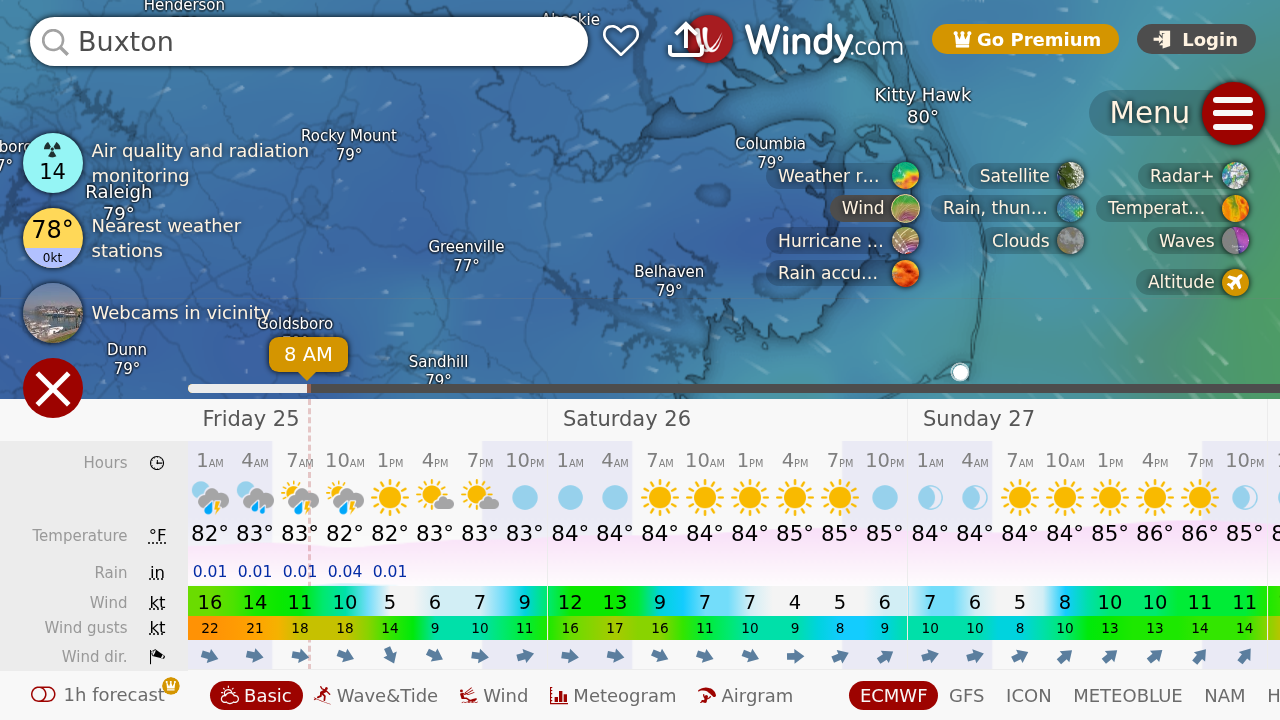 Henderson
Ahoskie
Buxton
Windy.com
Go Premium
Login
Kitty Hawk
80°
Menu
Rocky Mount
79°
Columbia
79°
14
Air quality and radiation
monitoring
Raleigh
79°
Weather r...
Satellite
Radar+
Wind
Rain, thun...
Temperat...
78°
0kt
Nearest weather
stations
Hurricane ...
Clouds
Waves
Greenville
77°
Belhaven
79°
Rain accu...
Altitude
Webcams in vicinity
Goldsboro
Dunn
79°
8 AM
Sandhill
79°
Friday 25 Saturday 26 Sunday 27
Hours 1AM 4AM 7AM 10AM 1PM 4PM 7PM 10PM 1AM 4AM 7AM 10AM 1PM 4PM 7PM 10PM 1AM 4AM 7AM 10AM 1PM 4PM 7PM 10PM
Temperature °F 82° 83° 83° 82° 82° 83° 83° 83° 84° 84° 84° 84° 84° 85° 85° 85° 84° 84° 84° 84° 85° 86° 86° 85°
Rain in 0.01 0.01 0.01 0.04 0.01
Wind kt 16 14 11 10 5 6 7 9 12 13 9 7 7 4 5 6 7 6 5 8 10 10 11 11
Wind gusts kt 22 21 18 18 14 9 10 11 16 17 16 11 10 9 8 9 10 10 8 10 13 13 14 14
Wind dir.
1h forecast Basic Wave&Tide Wind Meteogram Airgram ECMWF GFS ICON METEOBLUE NAM